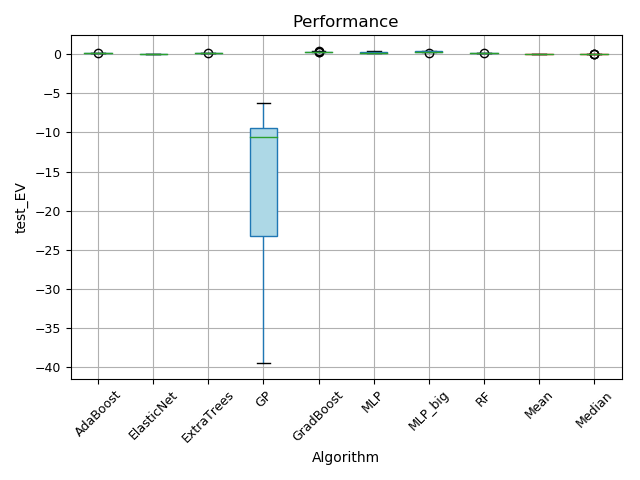 Performance
test_EV
0
−5
−10
−15
−20
−25
−30
−35
−40
AdaBoost
ElasticNet
ExtraTrees
GP
GradBoost
MLP
MLP_big
RF
Mean
Median
Algorithm